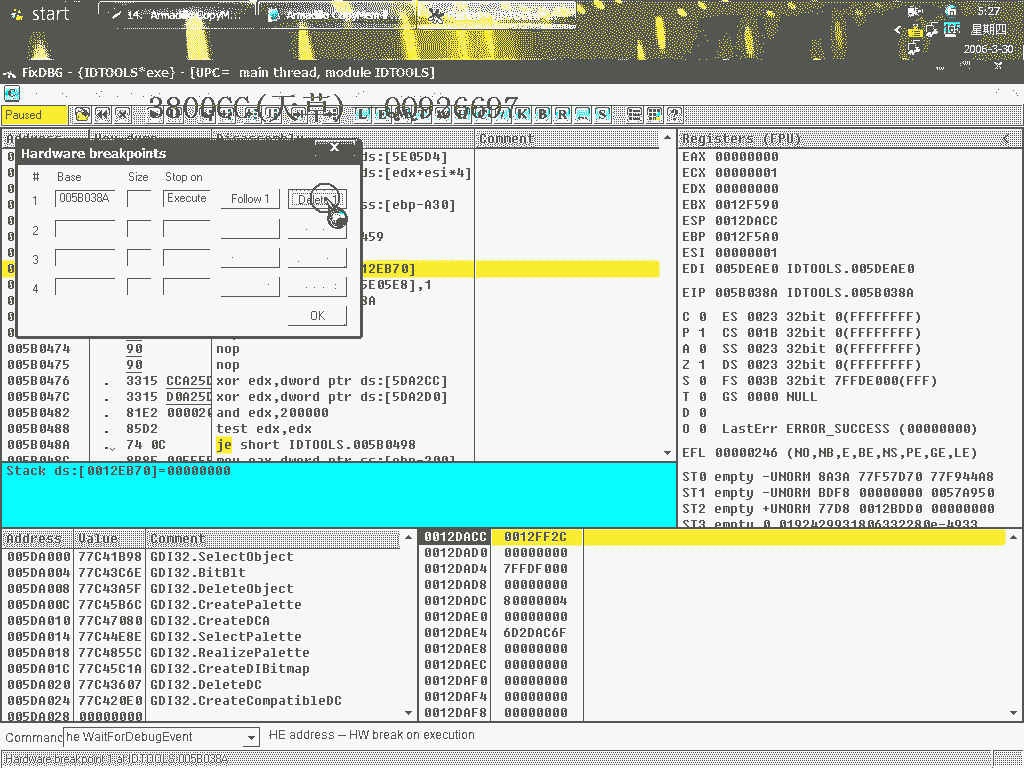 start
14. Armadillo CopyM...
Armadillo CopyMem
5:27
星期四
2006-3-30
FixDBG - {IDTOOLS*exe} - [UPC= main thread, module IDTOOLS]
3800CC(天草) 00926697
Paused
K B R ... S
Comment
Registers (FPU)
Hardware breakpoints
# Base Size Stop on
1 005B038A Execute Follow 1 Delete 1
2
3
4
OK
ds:[5E05D4]
ds:[edx+esi*4]
ss:[ebp-A30]
459
12EB70]
5E05E8],1
8A
005B0474 90 nop
005B0475 90 nop
005B0476 . 3315 CCA25D xor edx,dword ptr ds:[5DA2CC]
005B047C . 3315 D0A25D xor edx,dword ptr ds:[5DA2D0]
005B0482 . 81E2 000020 and edx,200000
005B0488 . 85D2 test edx,edx
005B048A . 74 0C je short IDTOOLS.005B0498
EAX 00000000
ECX 00000001
EDX 00000000
EBX 0012F590
ESP 0012DACC
EBP 0012F5A0
ESI 00000001
EDI 005DEAE0 IDTOOLS.005DEAE0
EIP 005B038A IDTOOLS.005B038A
C 0 ES 0023 32bit 0(FFFFFFFF)
P 1 CS 001B 32bit 0(FFFFFFFF)
A 0 SS 0023 32bit 0(FFFFFFFF)
Z 1 DS 0023 32bit 0(FFFFFFFF)
S 0 FS 003B 32bit 7FFDE000(FFF)
T 0 GS 0000 NULL
D 0
O 0 LastErr ERROR_SUCCESS (00000000)
EFL 00000246 (NO,NB,E,BE,NS,PE,GE,LE)
ST0 empty -UNORM 8A3A 77F57D70 77F944A8
ST1 empty -UNORM BDF8 00000000 0057A950
ST2 empty +UNORM 77D8 0012BDD0 00000000
ST3 empty 0.0192429931806332280e-4933
Stack ds:[0012EB70]=00000000
Address Value Comment
005DA000 77C41B98 GDI32.SelectObject
005DA004 77C43C6E GDI32.BitBlt
005DA008 77C43A5F GDI32.DeleteObject
005DA00C 77C45B6C GDI32.CreatePalette
005DA010 77C47080 GDI32.CreateDCA
005DA014 77C44E8E GDI32.SelectPalette
005DA018 77C4855C GDI32.RealizePalette
005DA01C 77C45C1A GDI32.CreateDIBitmap
005DA020 77C43607 GDI32.DeleteDC
005DA024 77C420E0 GDI32.CreateCompatibleDC
005DA028 00000000
0012DACC 0012FF2C
0012DAD0 00000000
0012DAD4 7FFDF000
0012DAD8 00000000
0012DADC 80000004
0012DAE0 00000000
0012DAE4 6D2DAC6F
0012DAE8 00000000
0012DAEC 00000000
0012DAF0 00000000
0012DAF4 00000000
0012DAF8 00000000
Command he WaitForDebugEvent HE address -- HW break on execution
Hardware breakpoint 1 at IDTOOLS.005B038A